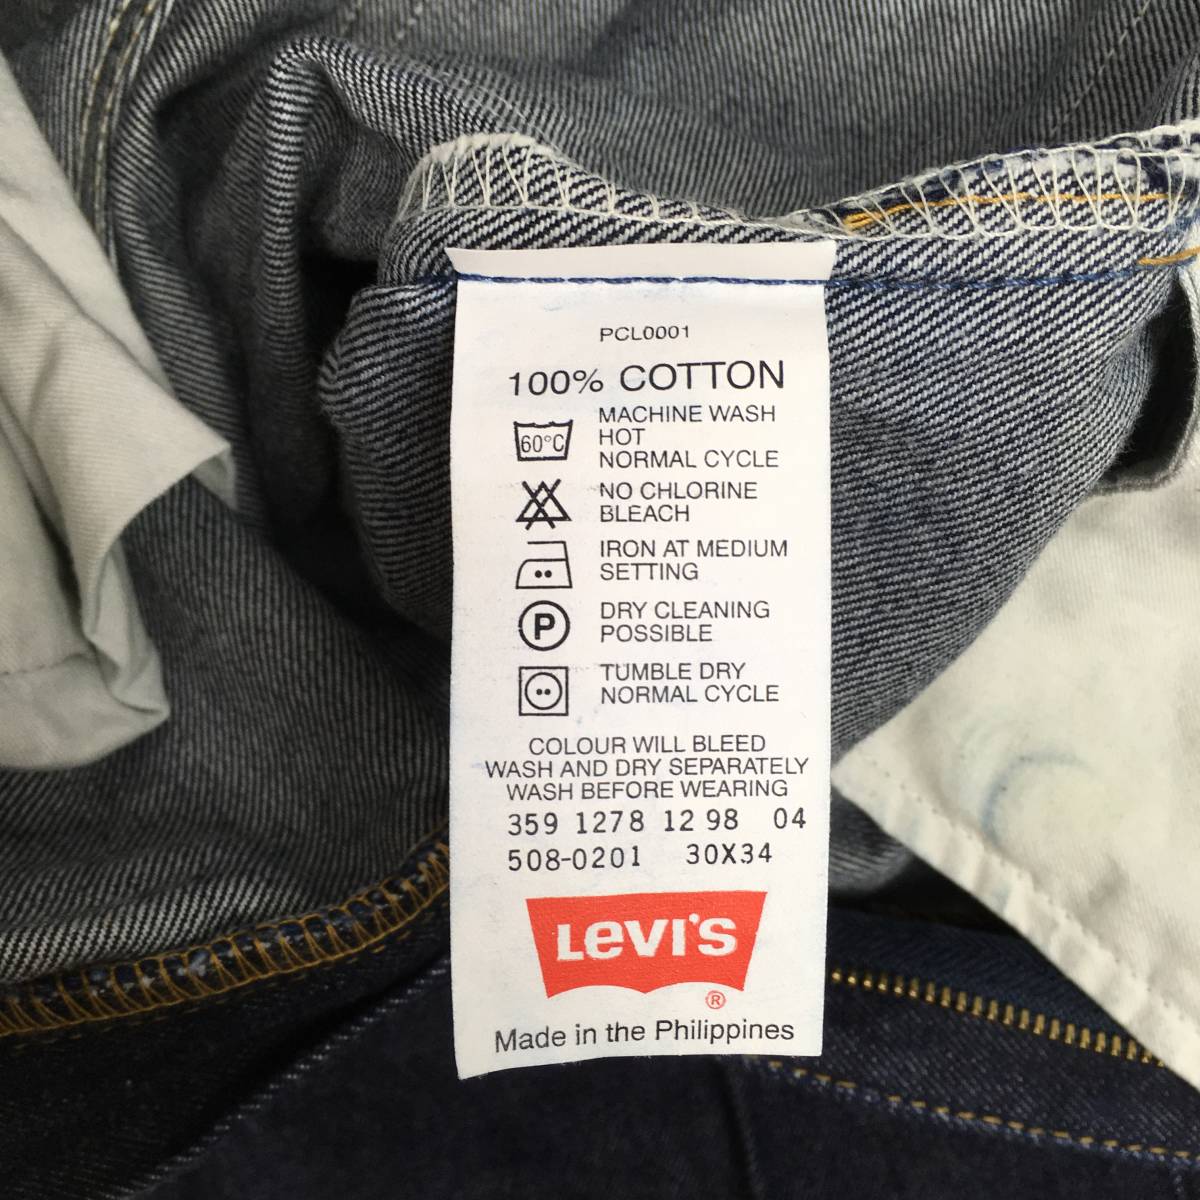 PCL0001
100% COTTON
60°C
MACHINE WASH
HOT
NORMAL CYCLE
NO CHLORINE
BLEACH
IRON AT MEDIUM
SETTING
P
DRY CLEANING
POSSIBLE
TUMBLE DRY
NORMAL CYCLE
COLOUR WILL BLEED
WASH AND DRY SEPARATELY
WASH BEFORE WEARING
359 1278 12 98 04
508-0201 30X34
LEVI'S
®
Made in the Philippines